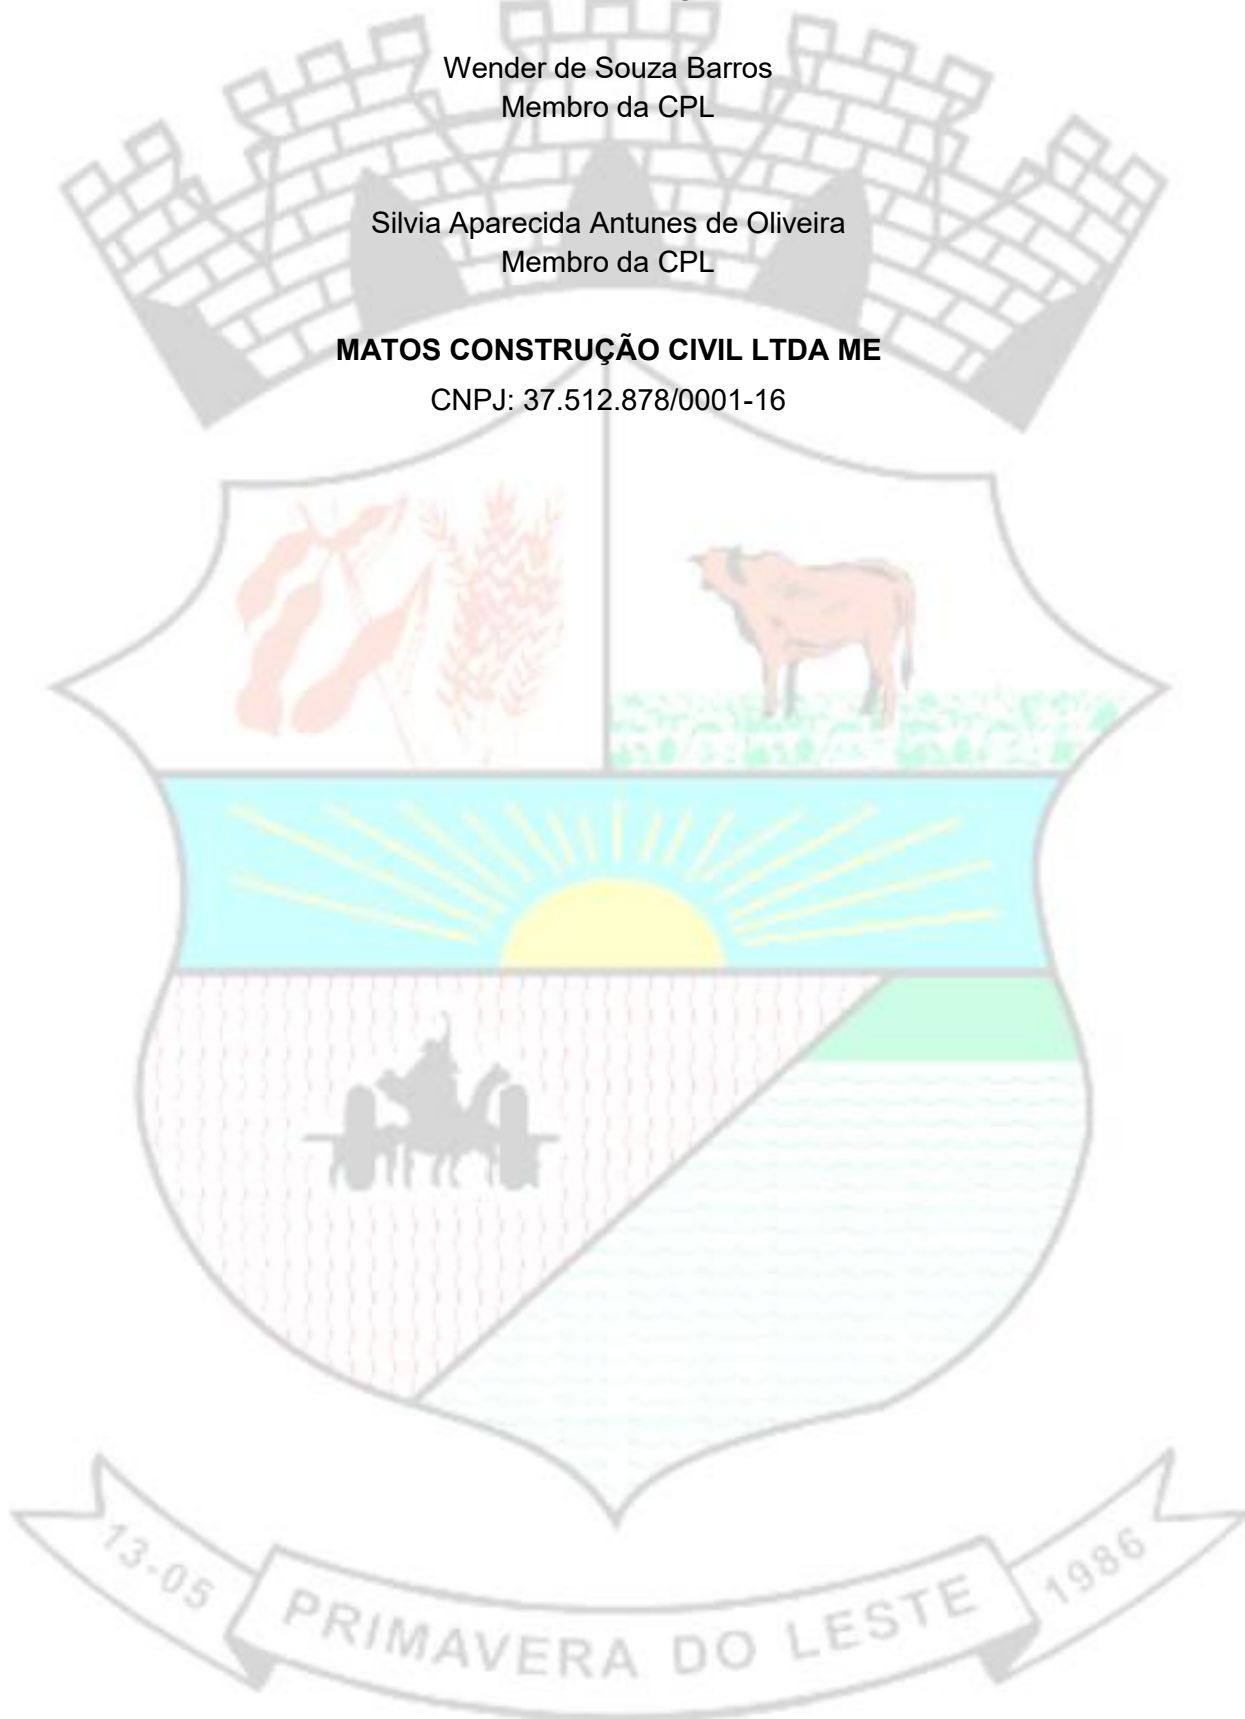 Wender de Souza Barros
Membro da CPL
Silvia Aparecida Antunes de Oliveira
Membro da CPL
MATOS CONSTRUÇÃO CIVIL LTDA ME
CNPJ: 37.512.878/0001-16
13-05
PRIMAVERA DO LESTE
1986